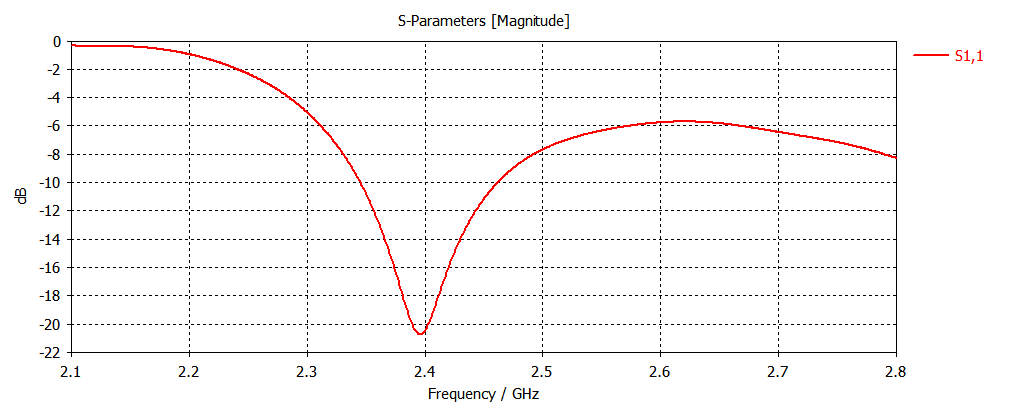 S-Parameters [Magnitude]
0
-2
-4
-6
-8
-10
-12
-14
-16
-18
-20
-22
dB
2.1 2.2 2.3 2.4 2.5 2.6 2.7 2.8
Frequency / GHz
S1,1